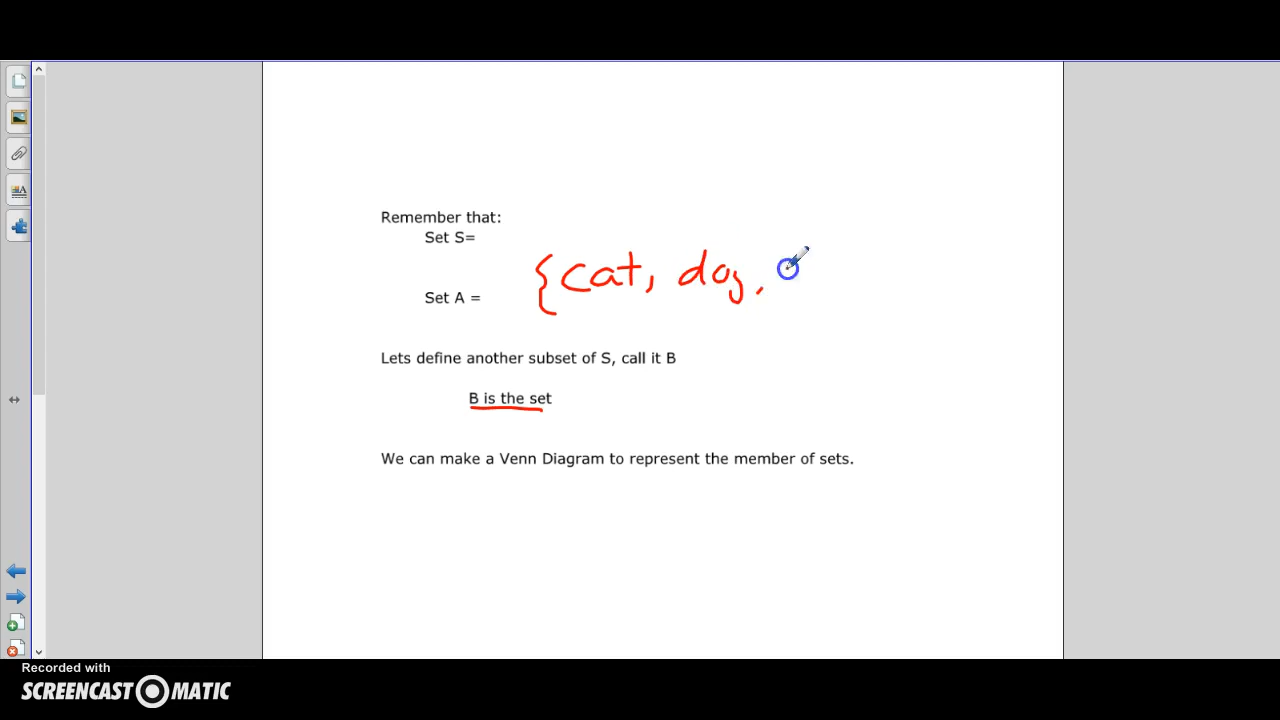 Remember that:
Set S=
{cat, dog,
Set A =
Lets define another subset of S, call it B
B is the set
We can make a Venn Diagram to represent the member of sets.
Recorded with
SCREENCAST MATIC